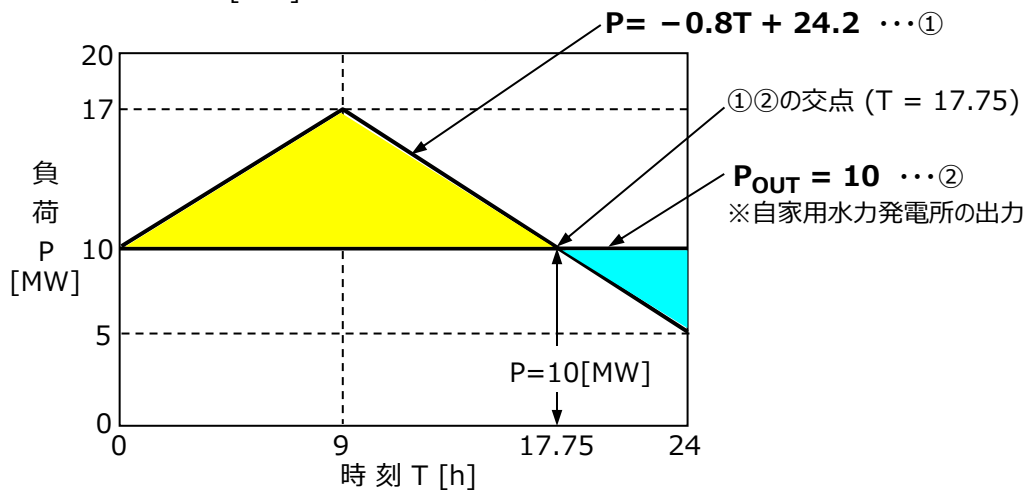 P= −0.8T + 24.2 ⋯①
20
17
①②の交点 (T = 17.75)
負
荷
P
[MW]
P_OUT = 10 ⋯②
※自家用水力発電所の出力
10
5
P=10[MW]
0
0 9 17.75 24
時 刻 T [h]